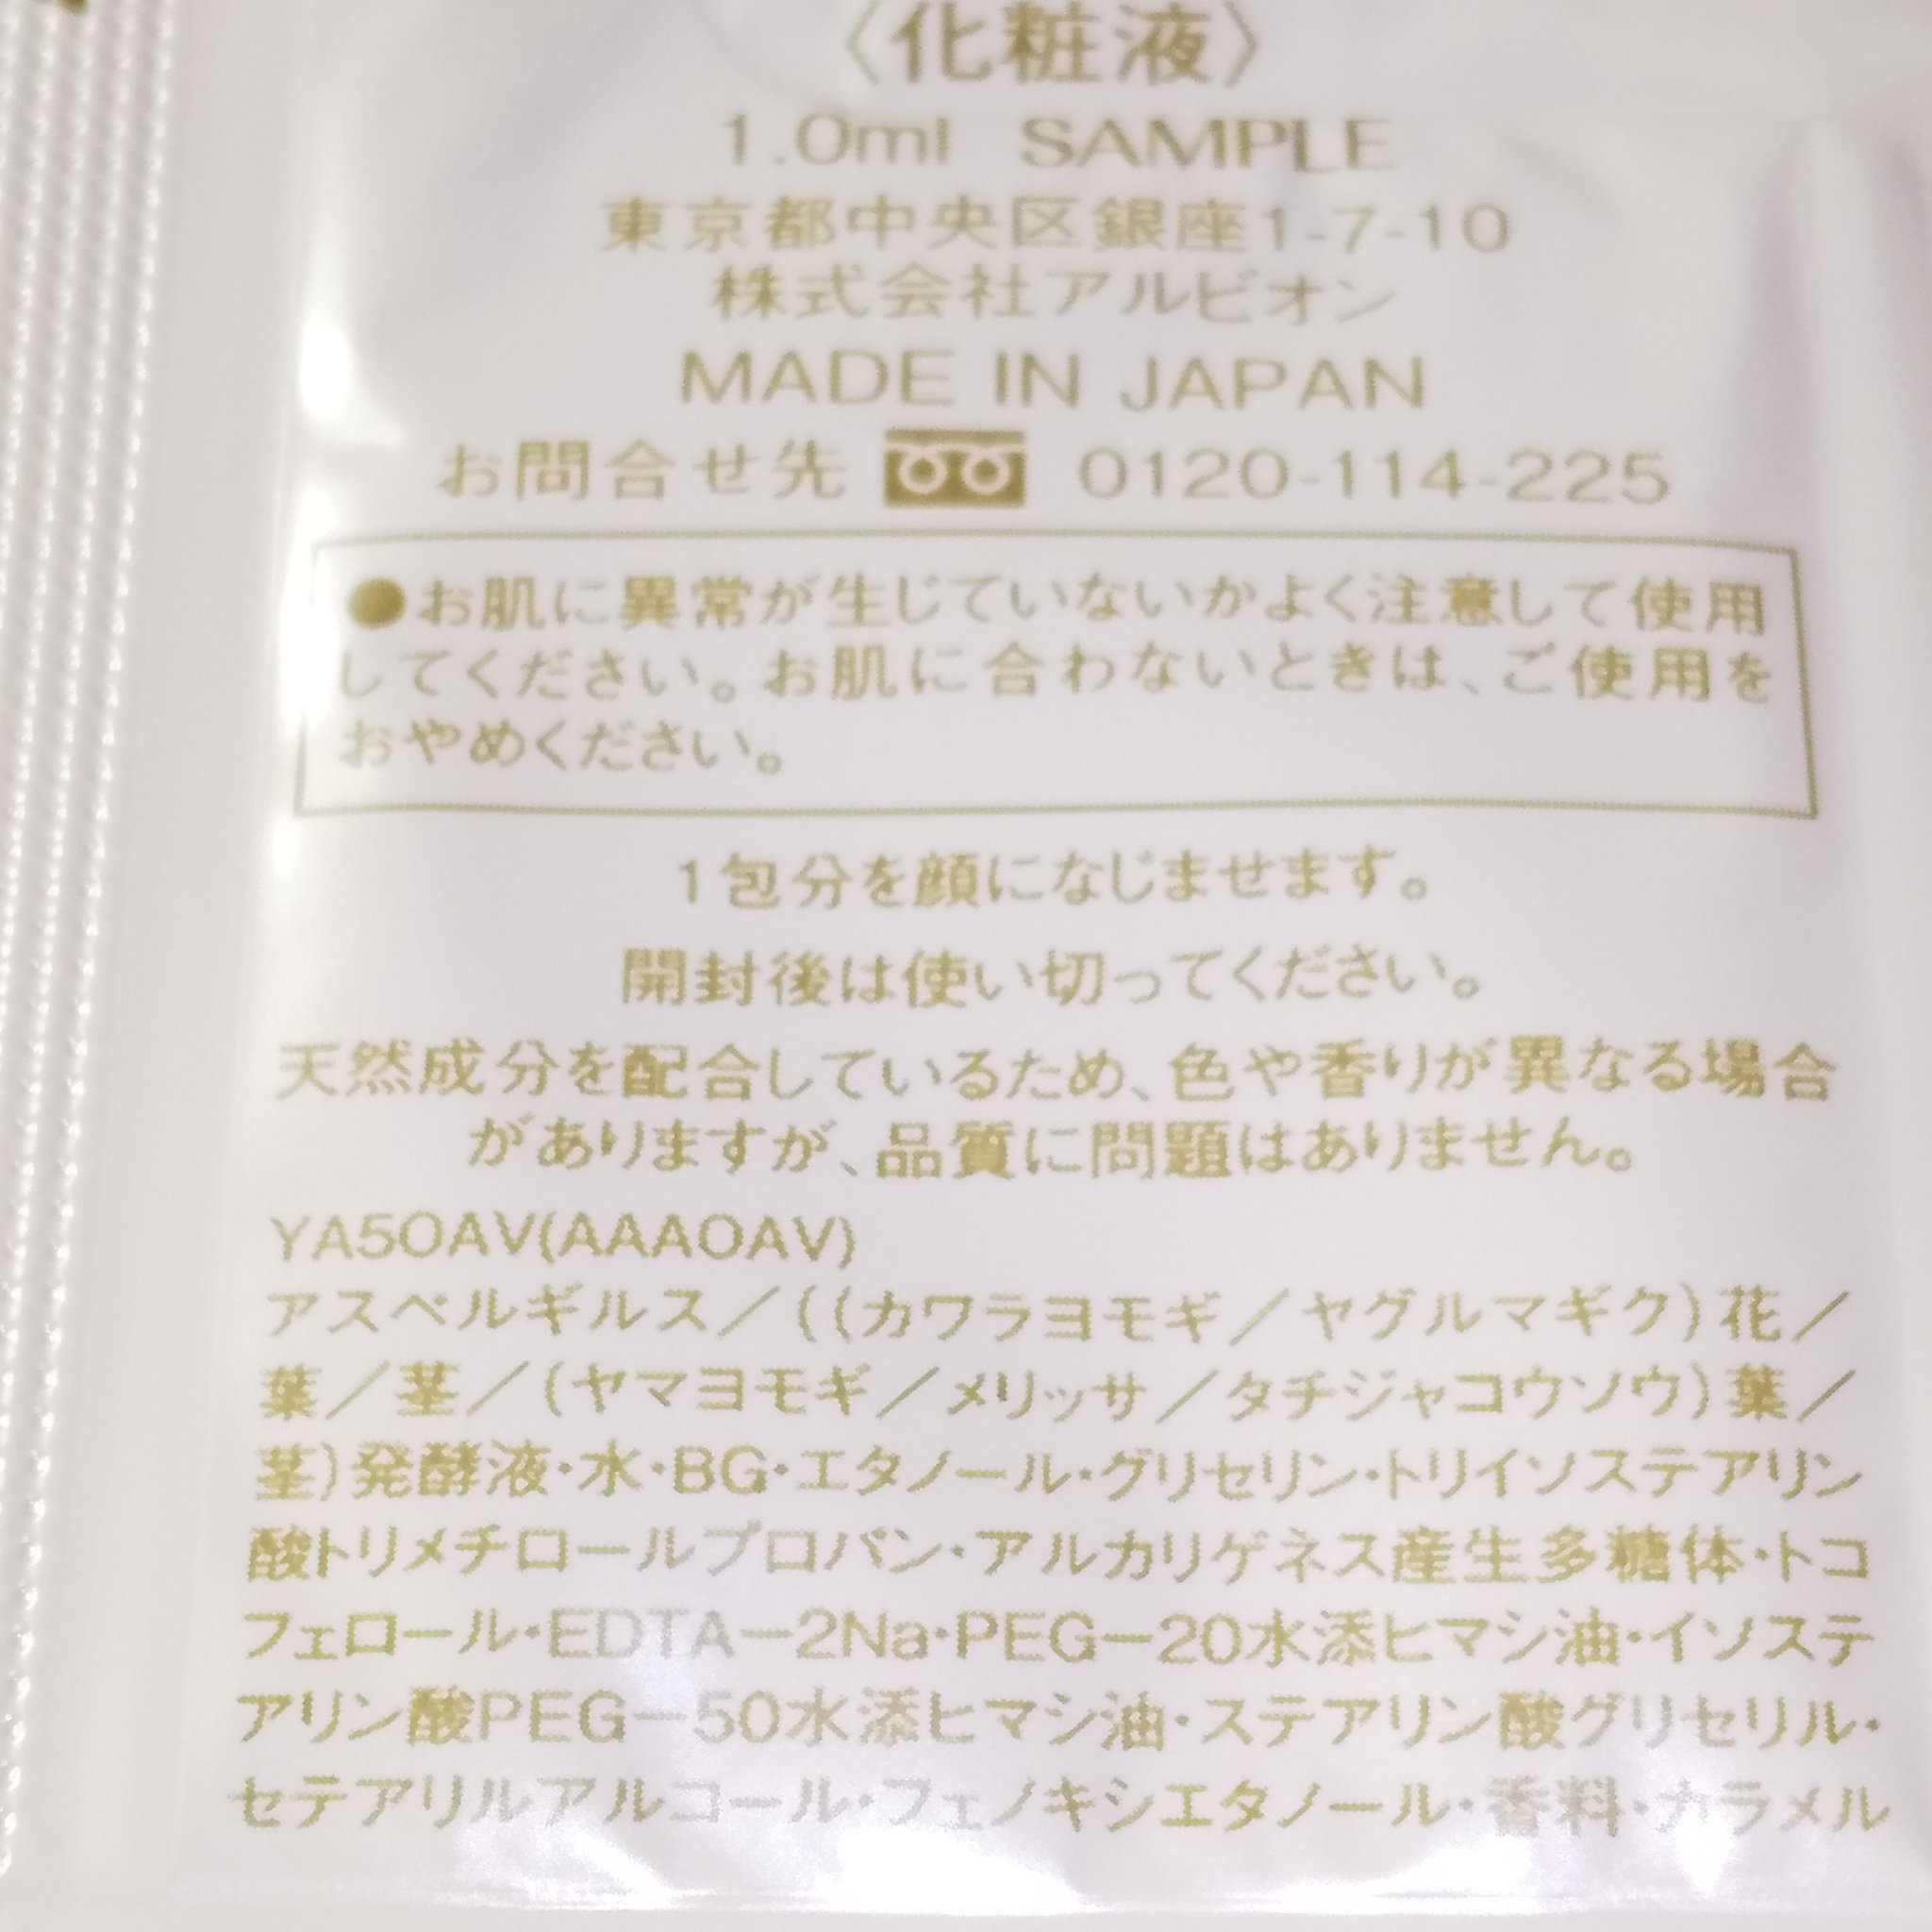 〈化粧液〉
1.0ml SAMPLE
東京都中央区銀座1-7-10
株式会社アルビオン
MADE IN JAPAN
お問合せ先 0120-114-225
●お肌に異常が生じていないかよく注意して使用
してください。お肌に合わないときは、ご使用を
おやめください。
1包分を顔になじませます。
開封後は使い切ってください。
天然成分を配合しているため、色や香りが異なる場合
がありますが、品質に問題はありません。
YA5OAV(AAAOAV)
アスペルギルス／((カワラヨモギ／ヤグルマギク)花／
葉／茎／(ヤマヨモギ／メリッサ／タチジャコウソウ)葉／
茎)発酵液・水・BG・エタノール・グリセリン・トリイソステアリン
酸トリメチロールプロパン・アルカリゲネス産生多糖体・トコ
フェロール・EDTA－2Na・PEG－20水添ヒマシ油・イソステ
アリン酸PEG－50水添ヒマシ油・ステアリン酸グリセリル・
セテアリルアルコール・フェノキシエタノール・香料・カラメル